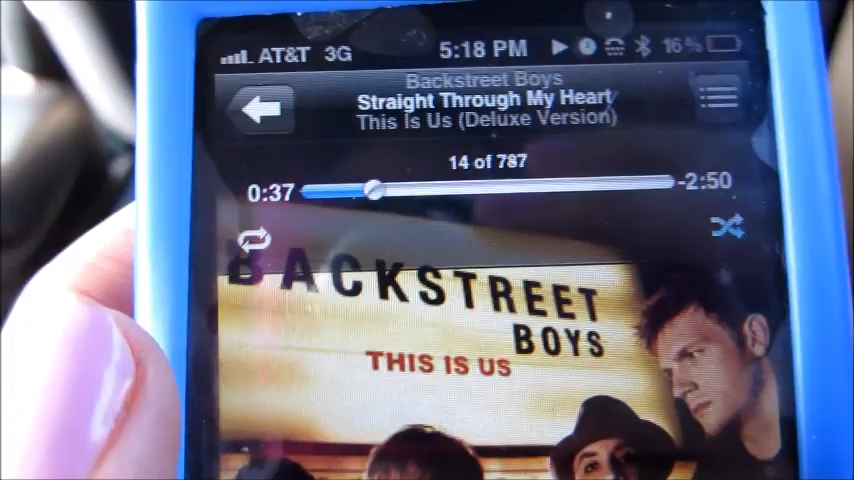 AT&T 3G 5:18 PM 16%
Backstreet Boys
Straight Through My Heart
This Is Us (Deluxe Version)
14 of 787
0:37 -2:50
BACKSTREET
BOYS
THIS IS US